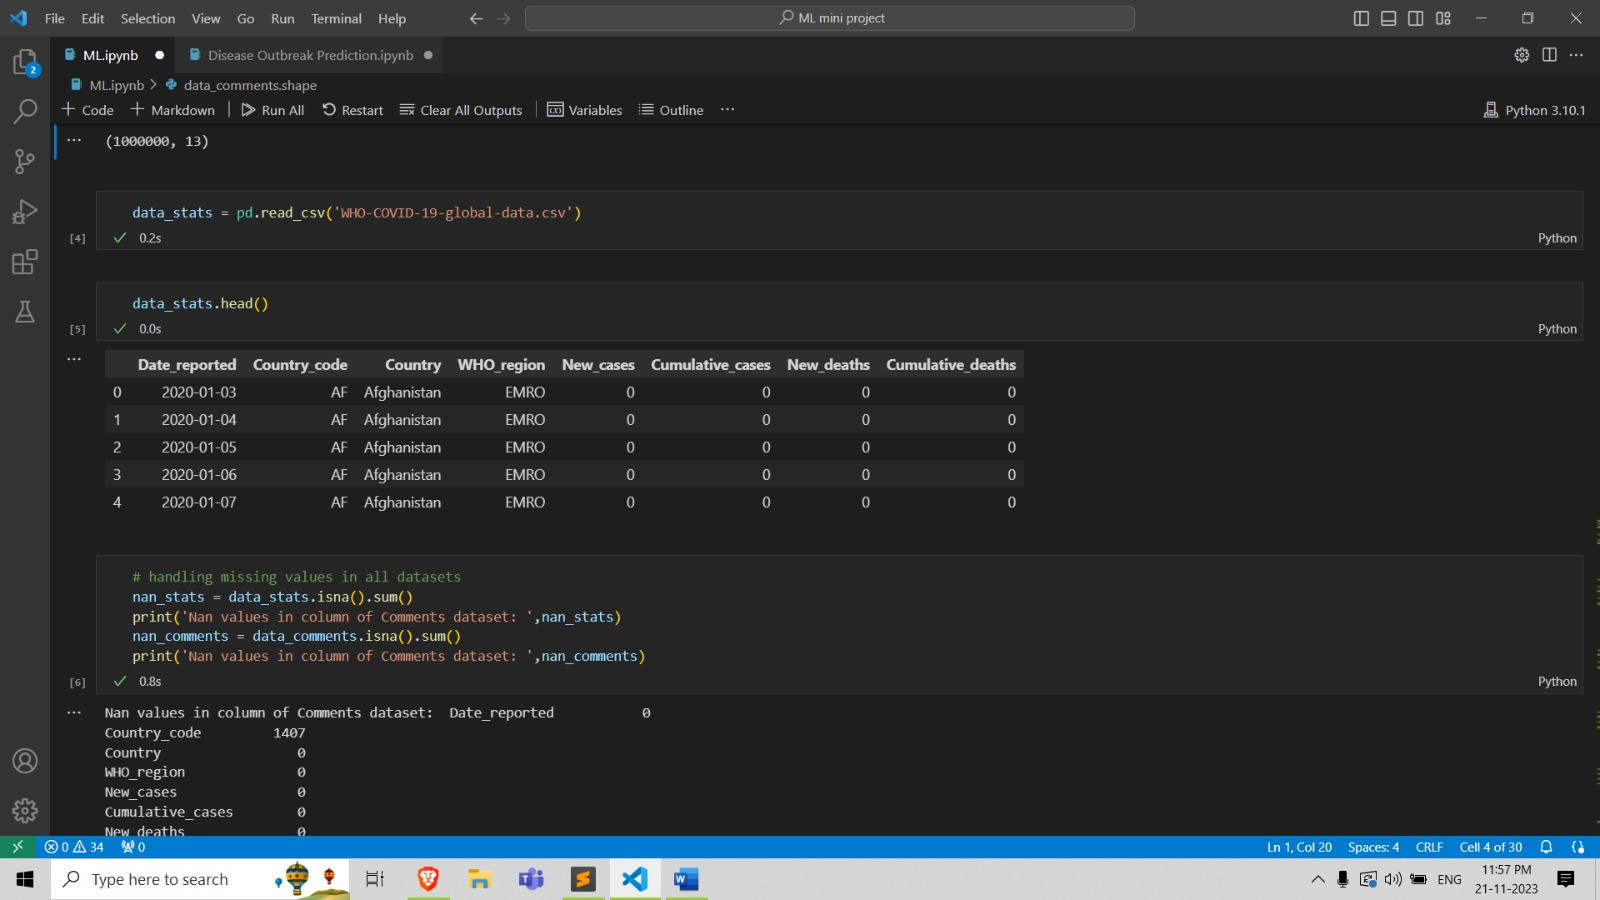 File Edit Selection View Go Run Terminal Help
ML mini project
ML.ipynb
Disease Outbreak Prediction.ipynb
2
ML.ipynb > data_comments.shape
+ Code + Markdown Run All Restart Clear All Outputs Variables Outline ...
Python 3.10.1
(1000000, 13)
data_stats = pd.read_csv('WHO-COVID-19-global-data.csv')
[4] 0.2s Python
data_stats.head()
[5] 0.0s Python
Date_reported Country_code Country WHO_region New_cases Cumulative_cases New_deaths Cumulative_deaths
0 2020-01-03 AF Afghanistan EMRO 0 0 0 0
1 2020-01-04 AF Afghanistan EMRO 0 0 0 0
2 2020-01-05 AF Afghanistan EMRO 0 0 0 0
3 2020-01-06 AF Afghanistan EMRO 0 0 0 0
4 2020-01-07 AF Afghanistan EMRO 0 0 0 0
# handling missing values in all datasets
nan_stats = data_stats.isna().sum()
print('Nan values in column of Comments dataset: ',nan_stats)
nan_comments = data_comments.isna().sum()
print('Nan values in column of Comments dataset: ',nan_comments)
[6] 0.8s Python
Nan values in column of Comments dataset:  Date_reported 0
Country_code 1407
Country 0
WHO_region 0
New_cases 0
Cumulative_cases 0
New_deaths 0
0 34 0 Ln 1, Col 20 Spaces: 4 CRLF Cell 4 of 30
Type here to search
ENG
11:57 PM
21-11-2023